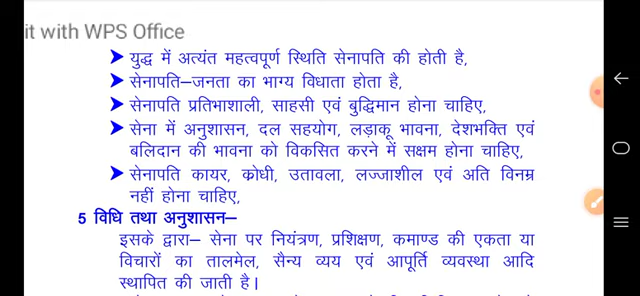 it with WPS Office
➤ युद्ध में अत्यंत महत्वपूर्ण स्थिति सेनापति की होती है,
➤ सेनापति–जनता का भाग्य विधाता होता है,
➤ सेनापति प्रतिभाशाली, साहसी एवं बुद्धिमान होना चाहिए,
➤ सेना में अनुशासन, दल सहयोग, लड़ाकू भावना, देशभक्ति एवं
बलिदान की भावना को विकसित करने में सक्षम होना चाहिए,
➤ सेनापति कायर, क्रोधी, उतावला, लज्जाशील एवं अति विनम्र
नहीं होना चाहिए,
5 विधि तथा अनुशासन–
इसके द्वारा– सेना पर नियंत्रण, प्रशिक्षण, कमाण्ड की एकता या
विचारों का तालमेल, सैन्य व्यय एवं आपूर्ति व्यवस्था आदि
स्थापित की जाती है।